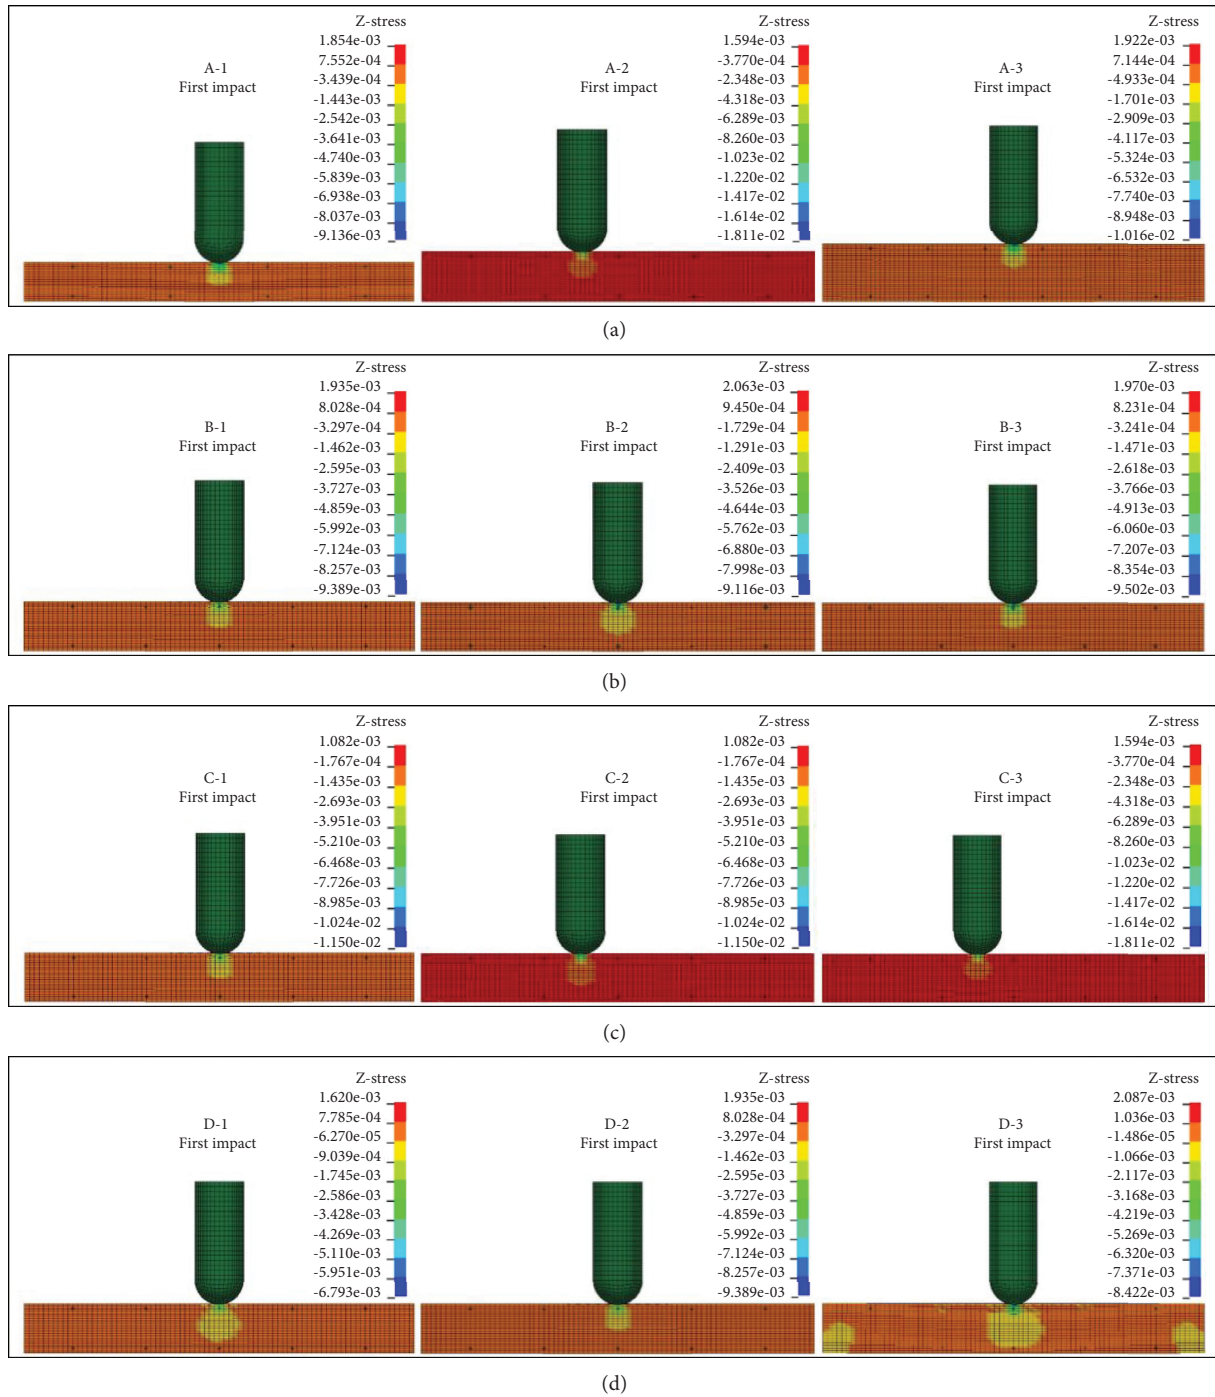 Z-stress
1.854e-03
7.552e-04
-3.439e-04
-1.443e-03
-2.542e-03
-3.641e-03
-4.740e-03
-5.839e-03
-6.938e-03
-8.037e-03
-9.136e-03
A-1
First impact
Z-stress
1.594e-03
-3.770e-04
-2.348e-03
-4.318e-03
-6.289e-03
-8.260e-03
-1.023e-02
-1.220e-02
-1.417e-02
-1.614e-02
-1.811e-02
A-2
First impact
Z-stress
1.922e-03
7.144e-04
-4.933e-04
-1.701e-03
-2.909e-03
-4.117e-03
-5.324e-03
-6.532e-03
-7.740e-03
-8.948e-03
-1.016e-02
A-3
First impact
(a)
Z-stress
1.935e-03
8.028e-04
-3.297e-04
-1.462e-03
-2.595e-03
-3.727e-03
-4.859e-03
-5.992e-03
-7.124e-03
-8.257e-03
-9.389e-03
B-1
First impact
Z-stress
2.063e-03
9.450e-04
-1.729e-04
-1.291e-03
-2.409e-03
-3.526e-03
-4.644e-03
-5.762e-03
-6.880e-03
-7.998e-03
-9.116e-03
B-2
First impact
Z-stress
1.970e-03
8.231e-04
-3.241e-04
-1.471e-03
-2.618e-03
-3.766e-03
-4.913e-03
-6.060e-03
-7.207e-03
-8.354e-03
-9.502e-03
B-3
First impact
(b)
Z-stress
1.082e-03
-1.767e-04
-1.435e-03
-2.693e-03
-3.951e-03
-5.210e-03
-6.468e-03
-7.726e-03
-8.985e-03
-1.024e-02
-1.150e-02
C-1
First impact
Z-stress
1.082e-03
-1.767e-04
-1.435e-03
-2.693e-03
-3.951e-03
-5.210e-03
-6.468e-03
-7.726e-03
-8.985e-03
-1.024e-02
-1.150e-02
C-2
First impact
Z-stress
1.594e-03
-3.770e-04
-2.348e-03
-4.318e-03
-6.289e-03
-8.260e-03
-1.023e-02
-1.220e-02
-1.417e-02
-1.614e-02
-1.811e-02
C-3
First impact
(c)
Z-stress
1.620e-03
7.785e-04
-6.270e-05
-9.039e-04
-1.745e-03
-2.586e-03
-3.428e-03
-4.269e-03
-5.110e-03
-5.951e-03
-6.793e-03
D-1
First impact
Z-stress
1.935e-03
8.028e-04
-3.297e-04
-1.462e-03
-2.595e-03
-3.727e-03
-4.859e-03
-5.992e-03
-7.124e-03
-8.257e-03
-9.389e-03
D-2
First impact
Z-stress
2.087e-03
1.036e-03
-1.486e-05
-1.066e-03
-2.117e-03
-3.168e-03
-4.219e-03
-5.269e-03
-6.320e-03
-7.371e-03
-8.422e-03
D-3
First impact
(d)